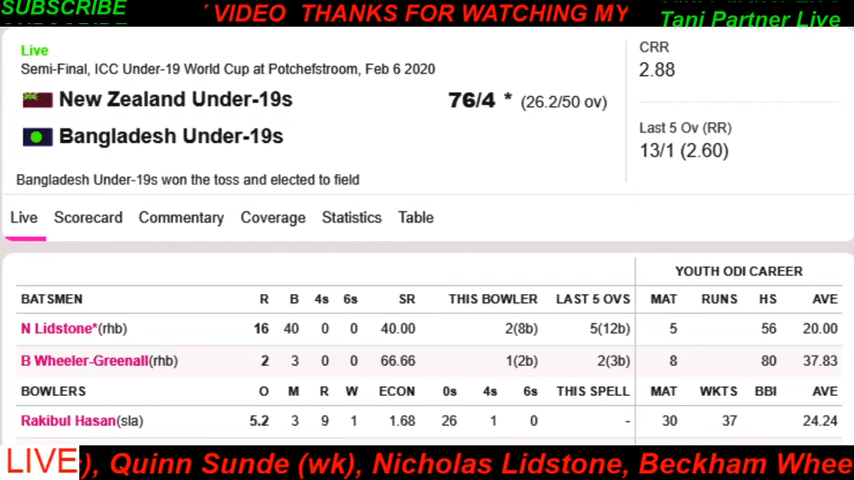 SUBSCRIBE
VIDEO THANKS FOR WATCHING MY
Tani Partner Live
Live
Semi-Final, ICC Under-19 World Cup at Potchefstroom, Feb 6 2020
New Zealand Under-19s 76/4 * (26.2/50 ov)
Bangladesh Under-19s
Bangladesh Under-19s won the toss and elected to field
CRR
2.88
Last 5 Ov (RR)
13/1 (2.60)
Live Scorecard Commentary Coverage Statistics Table
YOUTH ODI CAREER
BATSMEN R B 4s 6s SR THIS BOWLER LAST 5 OVS MAT RUNS HS AVE
N Lidstone*(rhb) 16 40 0 0 40.00 2(8b) 5(12b) 5 56 20.00
B Wheeler-Greenall(rhb) 2 3 0 0 66.66 1(2b) 2(3b) 8 80 37.83
BOWLERS O M R W ECON 0s 4s 6s THIS SPELL MAT WKTS BBI AVE
Rakibul Hasan(sla) 5.2 3 9 1 1.68 26 1 0 - 30 37 24.24
LIVE ), Quinn Sunde (wk), Nicholas Lidstone, Beckham Whee